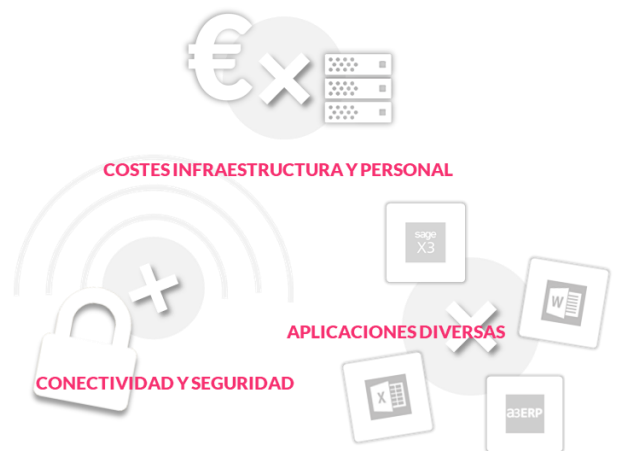 COSTES INFRAESTRUCTURA Y PERSONAL
sage
X3
W
APLICACIONES DIVERSAS
CONECTIVIDAD Y SEGURIDAD
X
a3ERP